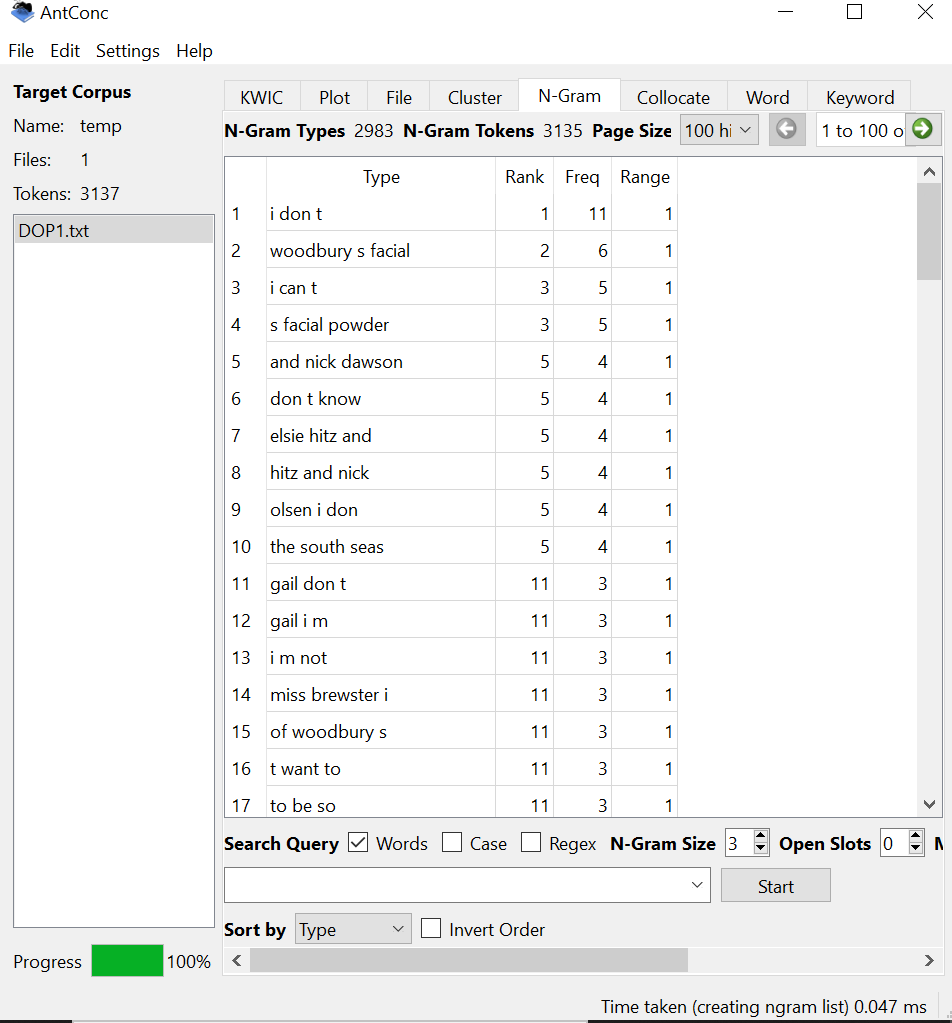 AntConc
File Edit Settings Help
Target Corpus
Name: temp
Files: 1
Tokens: 3137
DOP1.txt
Progress 100%
KWIC Plot File Cluster N-Gram Collocate Word Keyword
N-Gram Types 2983 N-Gram Tokens 3135 Page Size 100 hi 1 to 100 o
Type Rank Freq Range
1 i don t 1 11 1
2 woodbury s facial 2 6 1
3 i can t 3 5 1
4 s facial powder 3 5 1
5 and nick dawson 5 4 1
6 don t know 5 4 1
7 elsie hitz and 5 4 1
8 hitz and nick 5 4 1
9 olsen i don 5 4 1
10 the south seas 5 4 1
11 gail don t 11 3 1
12 gail i m 11 3 1
13 i m not 11 3 1
14 miss brewster i 11 3 1
15 of woodbury s 11 3 1
16 t want to 11 3 1
17 to be so 11 3 1
Search Query Words Case Regex N-Gram Size 3 Open Slots 0 M
Start
Sort by Type Invert Order
Time taken (creating ngram list) 0.047 ms